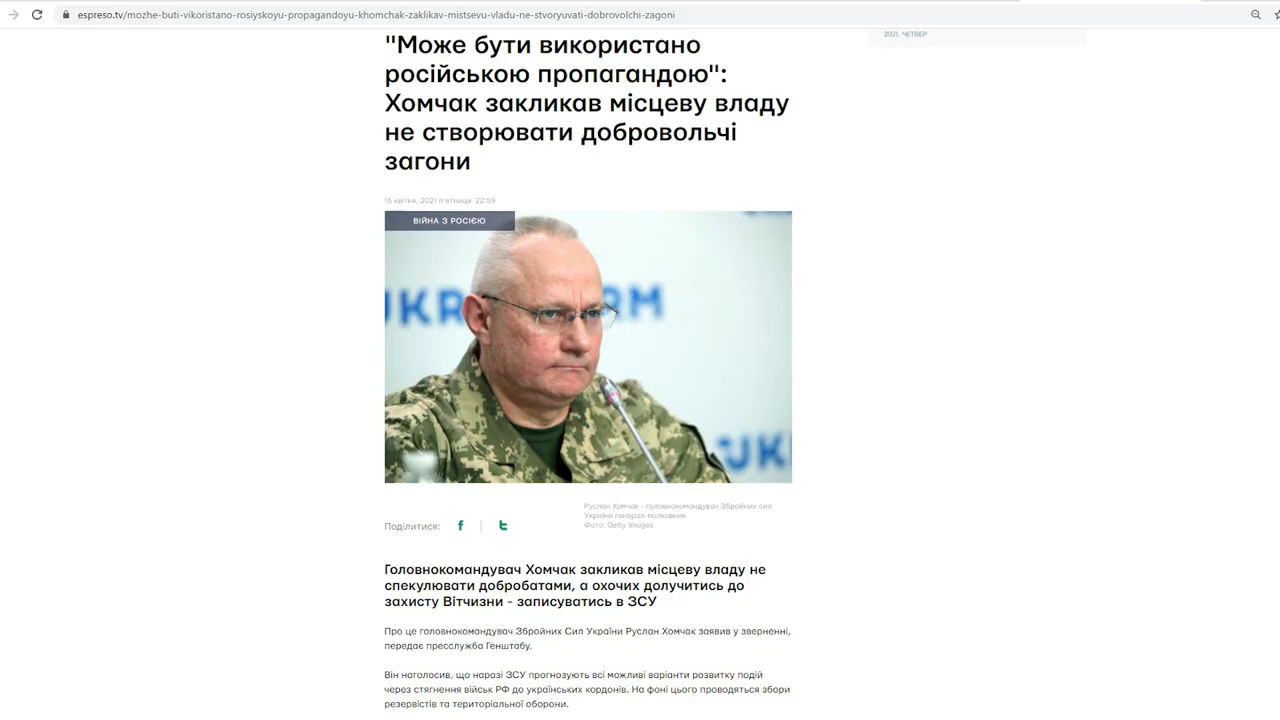 espreso.tv/mozhe-buti-vikoristano-rosiyskoyu-propagandoyu-khomchak-zaklikav-mistsevu-vladu-ne-stvoryuvati-dobrovolchi-zagoni
2021, ЧЕТВЕР
"Може бути використано
російською пропагандою":
Хомчак закликав місцеву владу
не створювати добровольчі
загони
16 квітня, 2021 п'ятниця 22:59
ВІЙНА З РОСІЄЮ
UKR RM
UK
Руслан Хомчак - головнокомандувач Збройних сил
України генерал-полковник
Фото: Getty Images
Поділитися:
Головнокомандувач Хомчак закликав місцеву владу не
спекулювати добробатами, а охочих долучитись до
захисту Вітчизни - записуватись в ЗСУ
Про це головнокомандувач Збройних Сил України Руслан Хомчак заявив у зверненні,
передає пресслужба Генштабу.
Він наголосив, що наразі ЗСУ прогнозують всі можливі варіанти розвитку подій
через стягнення військ РФ до українських кордонів. На фоні цього проводяться збори
резервістів та територіальної оборони.